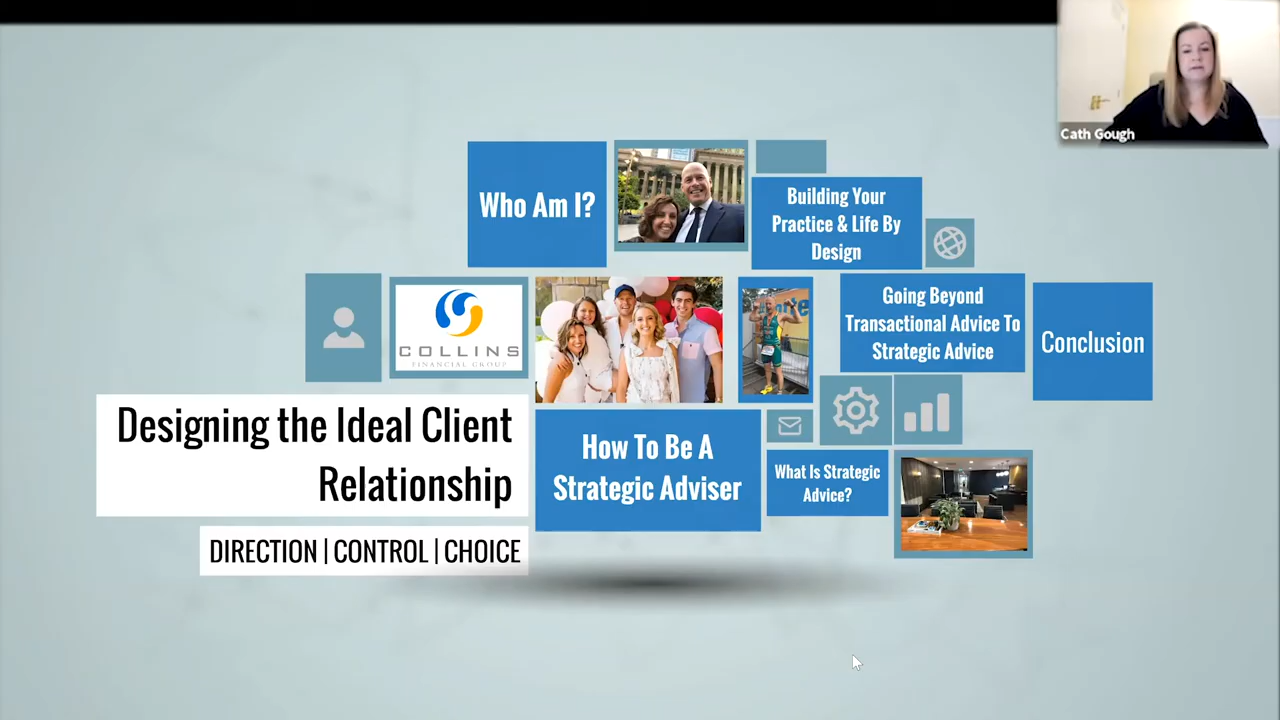 Cath Gough
Who Am I?
Building Your
Practice & Life By
Design
COLLINS
FINANCIAL GROUP
Going Beyond
Transactional Advice To
Strategic Advice
Conclusion
Designing the Ideal Client
Relationship
How To Be A
Strategic Adviser
What Is Strategic
Advice?
DIRECTION | CONTROL | CHOICE